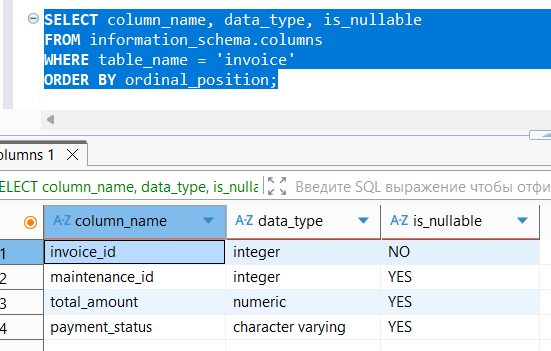 SELECT column_name, data_type, is_nullable
FROM information_schema.columns
WHERE table_name = 'invoice'
ORDER BY ordinal_position;
olumns 1
ELECT column_name, data_type, is_nulla
Введите SQL выражение чтобы отфи
A-Z column_name A-Z data_type A-Z is_nullable
1 invoice_id integer NO
2 maintenance_id integer YES
3 total_amount numeric YES
4 payment_status character varying YES